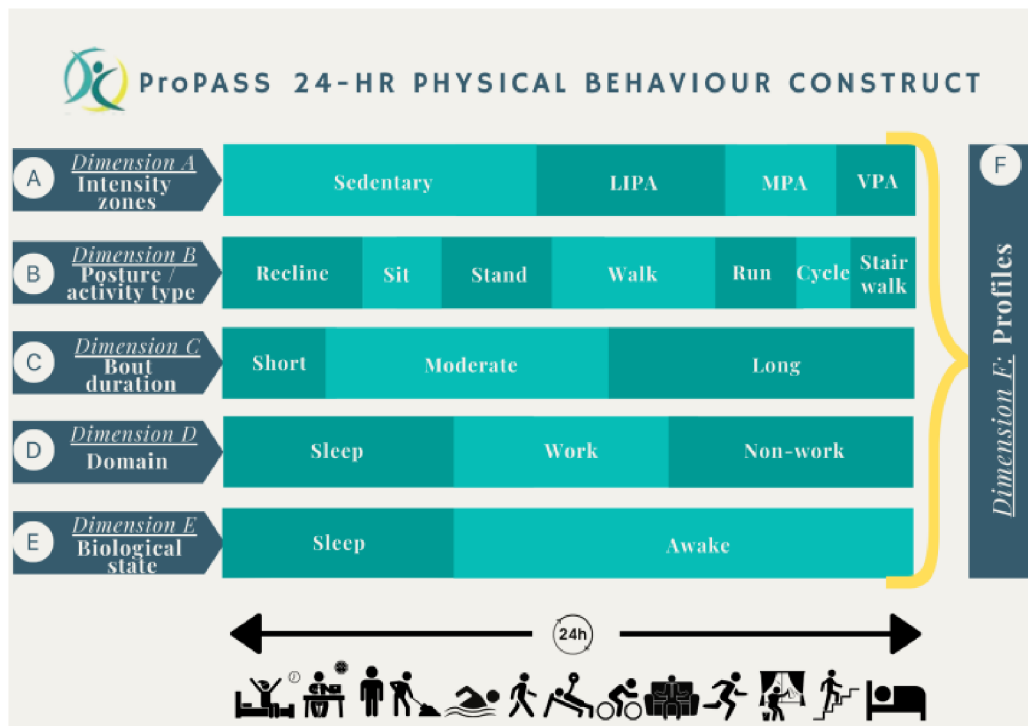 ProPASS 24-HR PHYSICAL BEHAVIOUR CONSTRUCT
A
Dimension A
Intensity
zones
Sedentary
LIPA
MPA
VPA
B
Dimension B
Posture /
activity type
Recline
Sit
Stand
Walk
Run
Cycle
Stair
walk
C
Dimension C
Bout
duration
Short
Moderate
Long
D
Dimension D
Domain
Sleep
Work
Non-work
E
Dimension E
Biological
state
Sleep
Awake
F
Dimension F: Profiles
24h